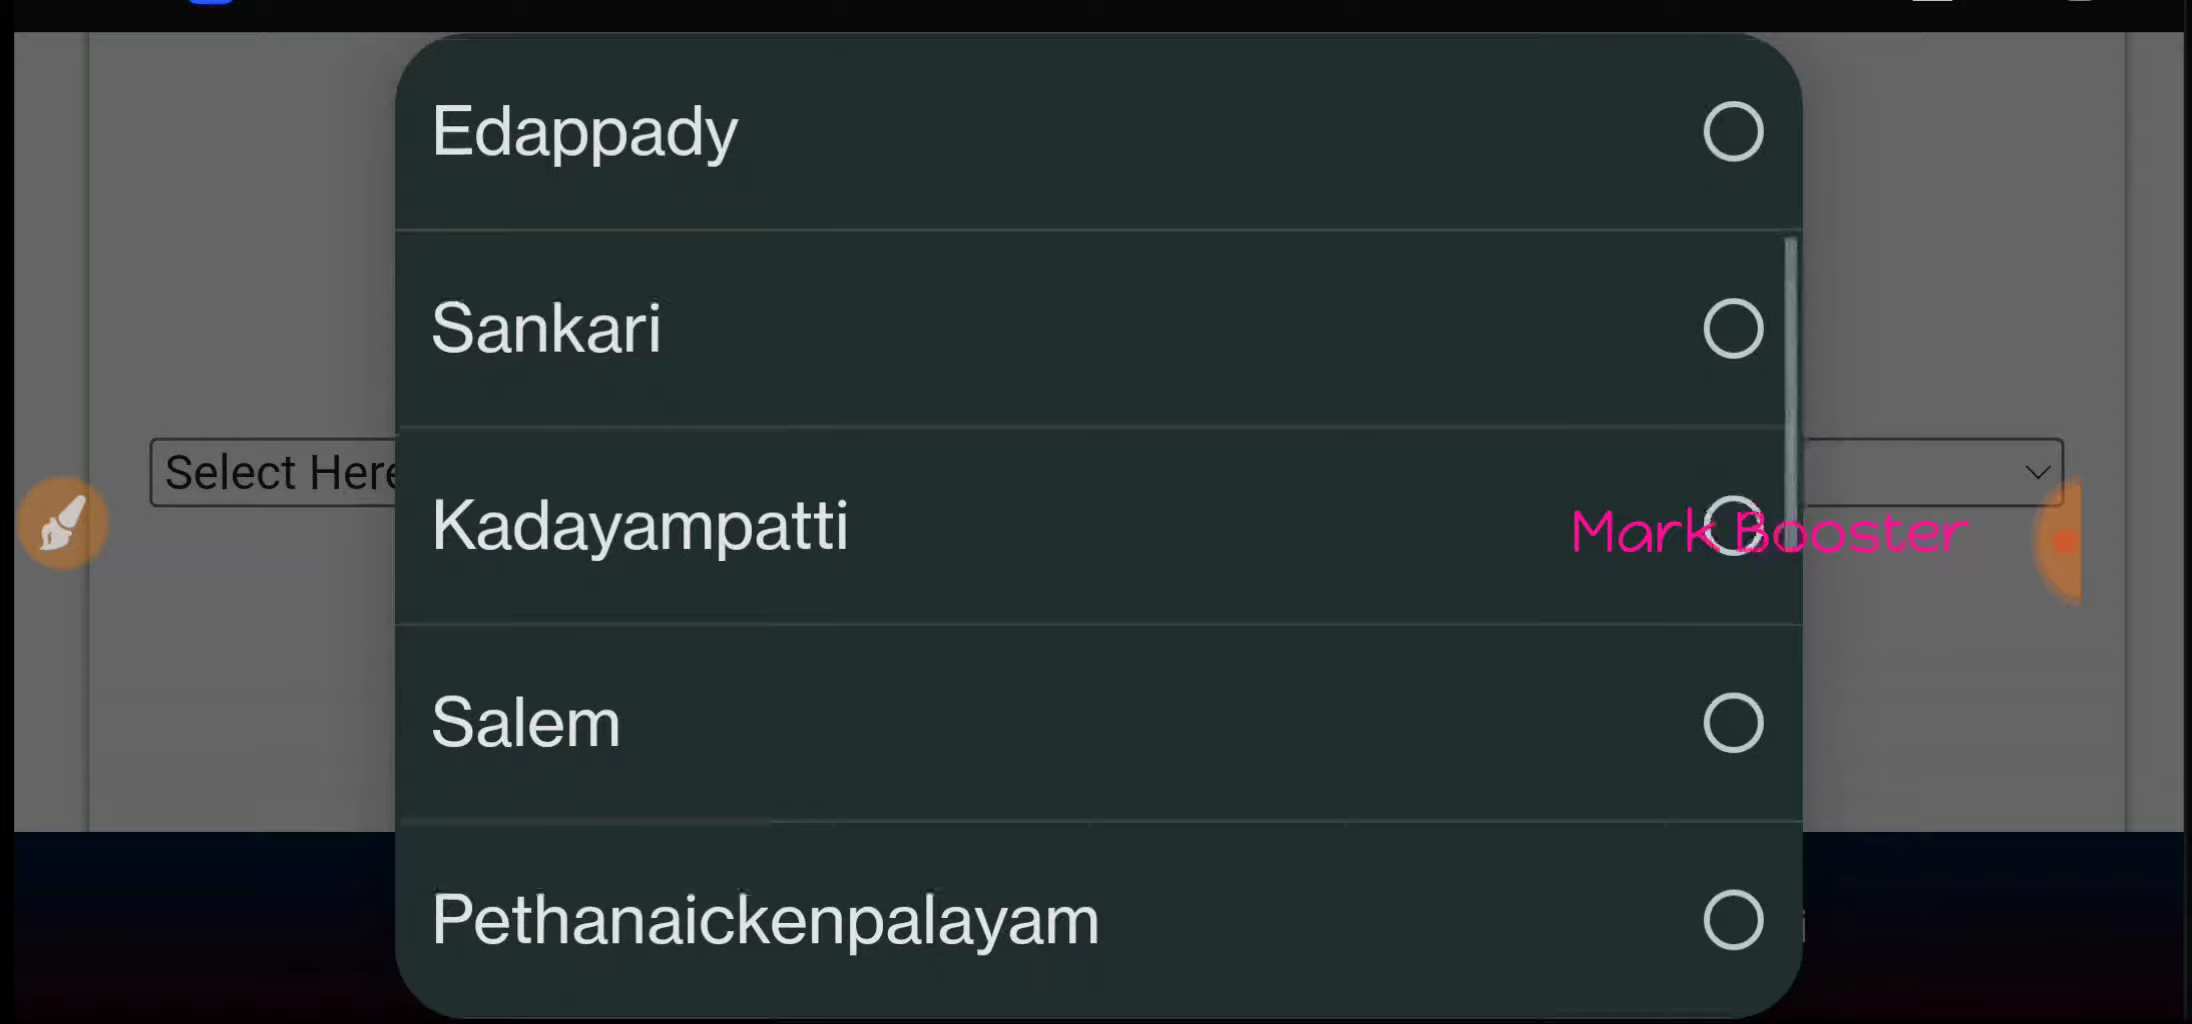 Edappady
Sankari
Select Here
Kadayampatti
Mark Booster
Salem
Pethanaickenpalayam